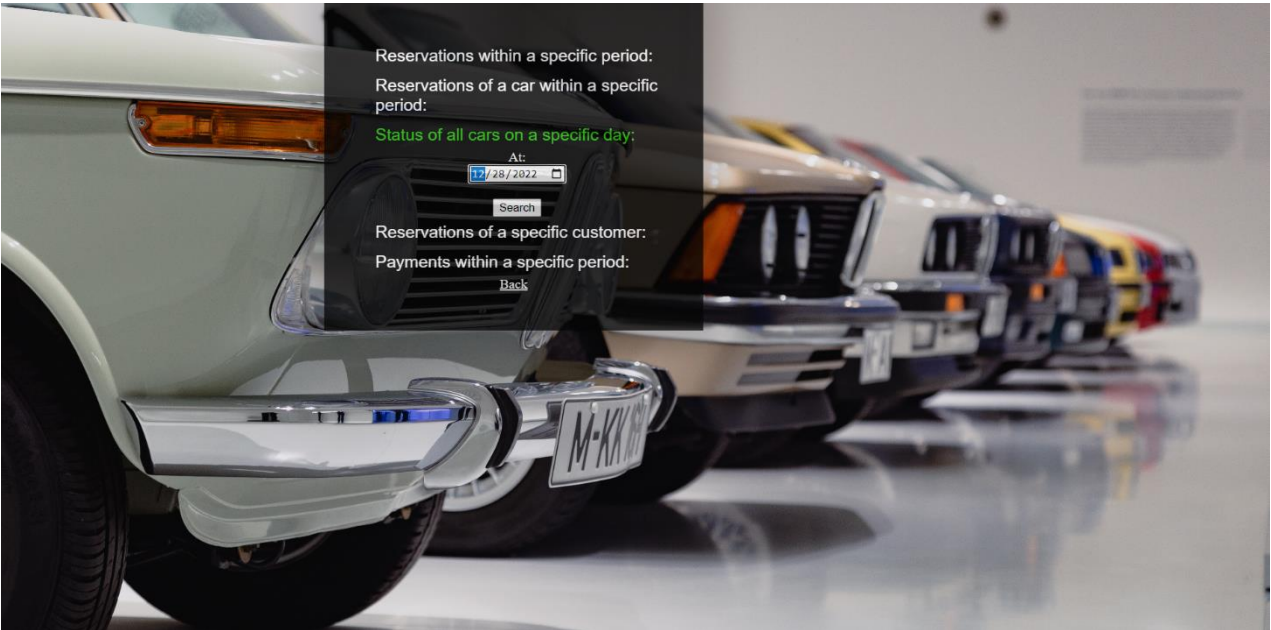 Reservations within a specific period:
Reservations of a car within a specific
period:
Status of all cars on a specific day:
At:
12/28/2022
Search
Reservations of a specific customer:
Payments within a specific period:
Back
M-KK